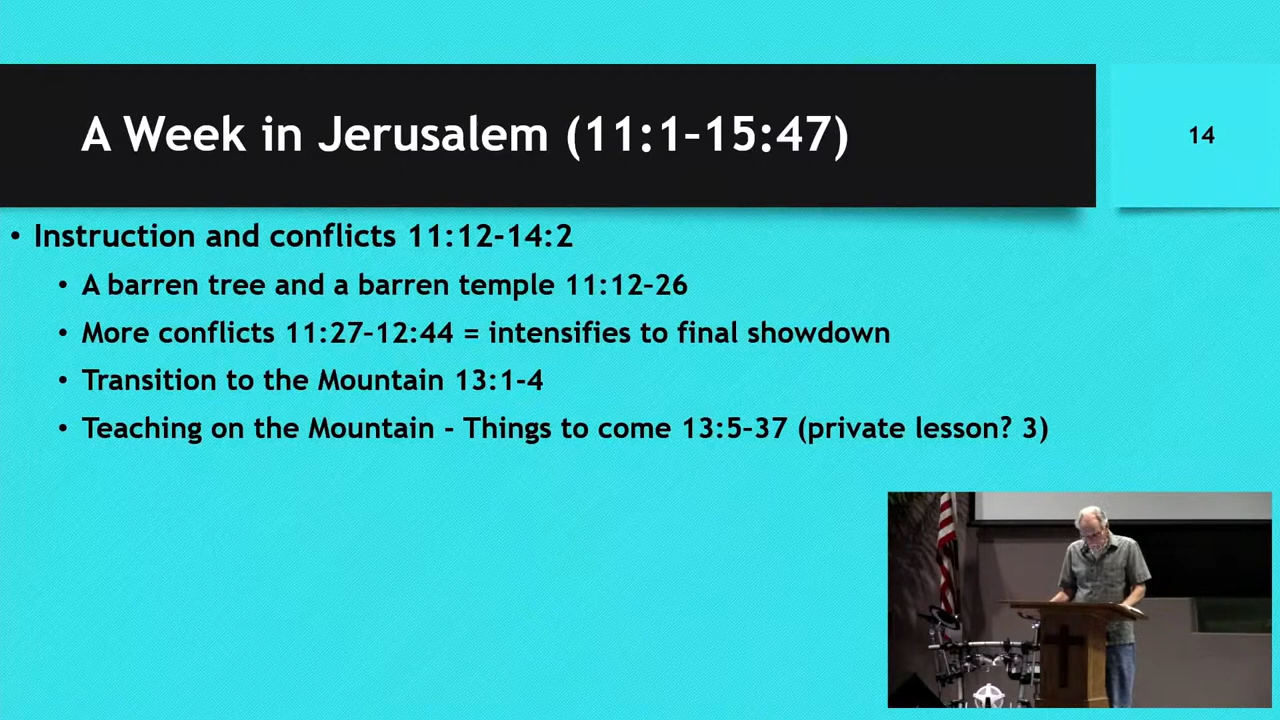 A Week in Jerusalem (11:1–15:47)
14
• Instruction and conflicts 11:12-14:2
• A barren tree and a barren temple 11:12–26
• More conflicts 11:27–12:44 = intensifies to final showdown
• Transition to the Mountain 13:1-4
• Teaching on the Mountain - Things to come 13:5–37 (private lesson? 3)